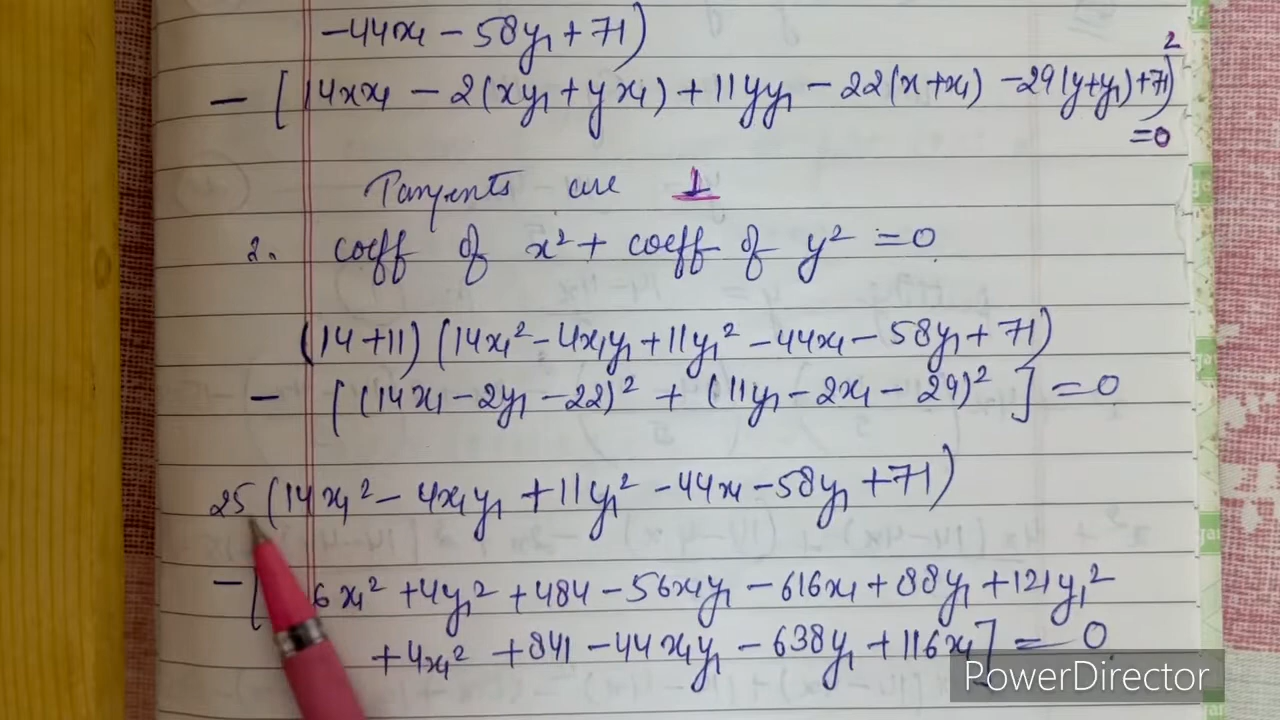 -44x₁ - 58y₁ + 71)
- [14xx₁ - 2(xy₁ + yx₁) + 11yy₁ - 22(x+x₁) - 29(y+y₁) + 71)²
=0
Tangents are ⊥
2. coeff of x² + coeff of y² = 0
(14 + 11) (14x₁² - 4x₁y₁ + 11y₁² - 44x₁ - 58y₁ + 71)
- [(14x₁ - 2y₁ - 22)² + (11y₁ - 2x₁ - 29)²] = 0
25 (14x₁² - 4x₁y₁ + 11y₁² - 44x₁ - 58y₁ + 71)
- [ 6x₁² + 4y₁² + 484 - 56x₁y₁ - 616x₁ + 88y₁ + 121y₁²
+ 4x₁² + 841 - 44x₁y₁ - 638y₁ + 116x₁] = 0
PowerDirector